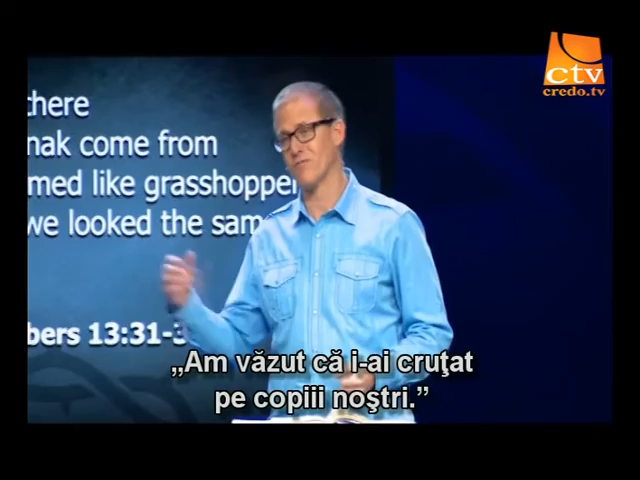 ctv
credo.tv
there
nak come from
med like grasshopper
we looked the same
bers 13:31-3
„Am văzut că i-ai cruţat
pe copiii noştri.”